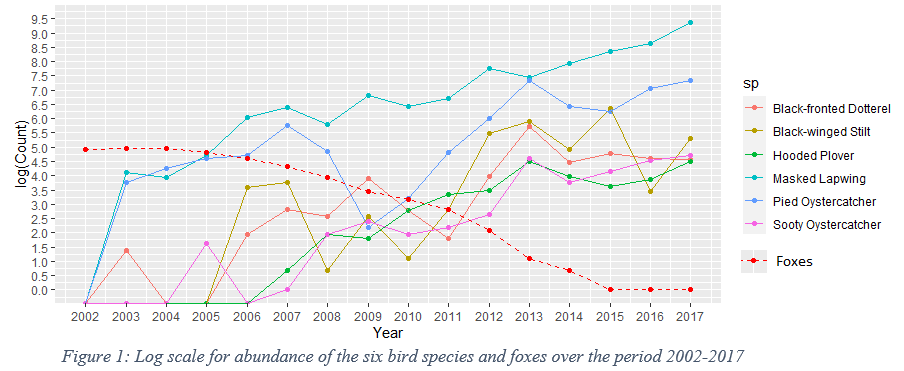 9.5
9.0
8.5
8.0
7.5
7.0
6.5
6.0
5.5
5.0
4.5
4.0
3.5
3.0
2.5
2.0
1.5
1.0
0.5
0.0
log(Count)
2002 2003 2004 2005 2006 2007 2008 2009 2010 2011 2012 2013 2014 2015 2016 2017
Year
sp
Black-fronted Dotterel
Black-winged Stilt
Hooded Plover
Masked Lapwing
Pied Oystercatcher
Sooty Oystercatcher
Foxes
Figure 1: Log scale for abundance of the six bird species and foxes over the period 2002-2017